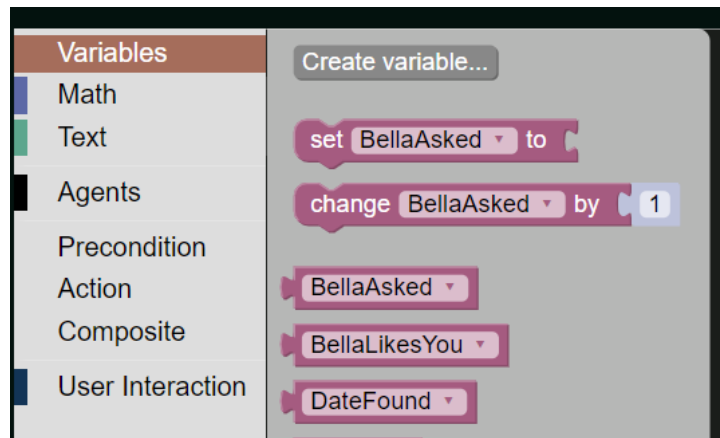 Variables
Math
Text
Agents
Precondition
Action
Composite
User Interaction
Create variable...
set BellaAsked to
change BellaAsked by 1
BellaAsked
BellaLikesYou
DateFound